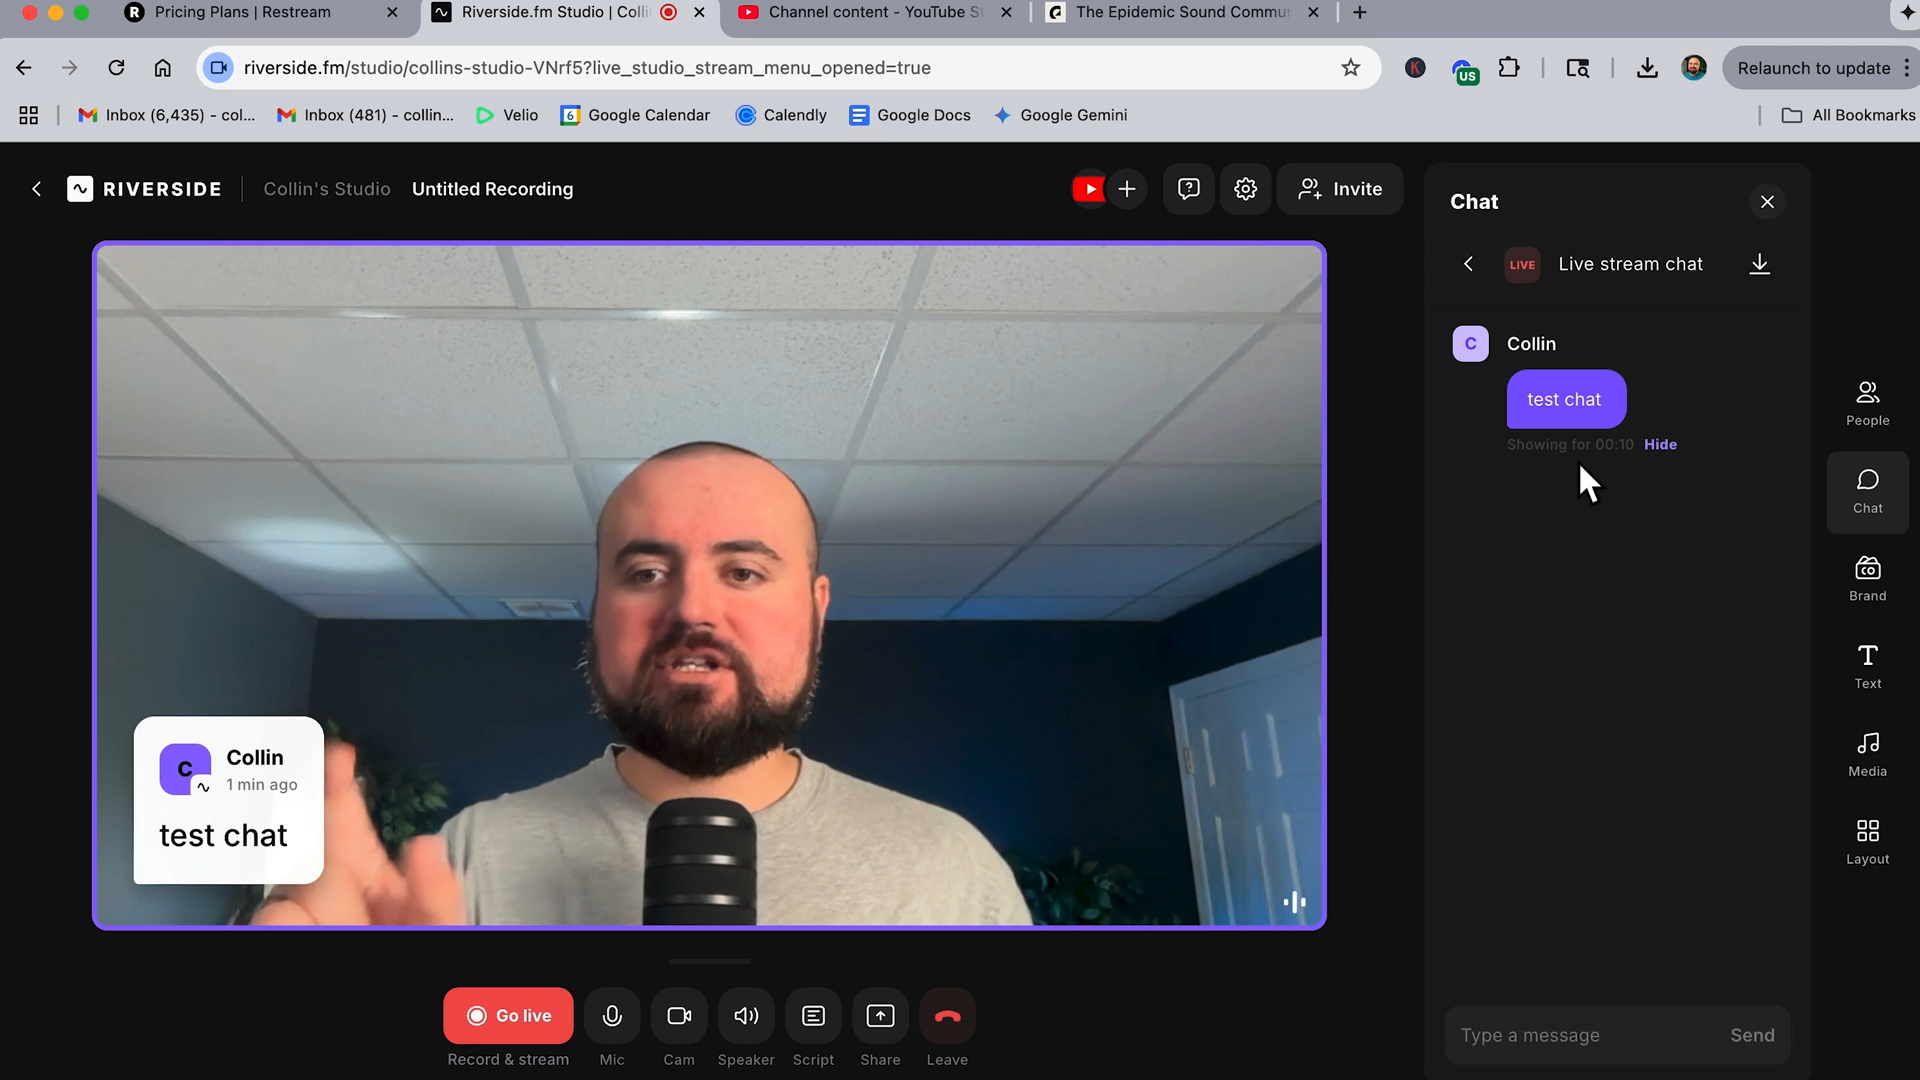 Pricing Plans | Restream
Riverside.fm Studio | Colli
Channel content - YouTube S
The Epidemic Sound Commu
riverside.fm/studio/collins-studio-VNrf5?live_studio_stream_menu_opened=true
K
US
Relaunch to update
Inbox (6,435) - col...
Inbox (481) - collin...
Velio
6
Google Calendar
Calendly
Google Docs
Google Gemini
All Bookmarks
RIVERSIDE
Collin's Studio
Untitled Recording
Invite
Chat
LIVE
Live stream chat
C
Collin
test chat
Showing for 00:10
Hide
People
Chat
Brand
Text
Media
Layout
C
Collin
1 min ago
test chat
Go live
Record & stream
Mic
Cam
Speaker
Script
Share
Leave
Type a message
Send